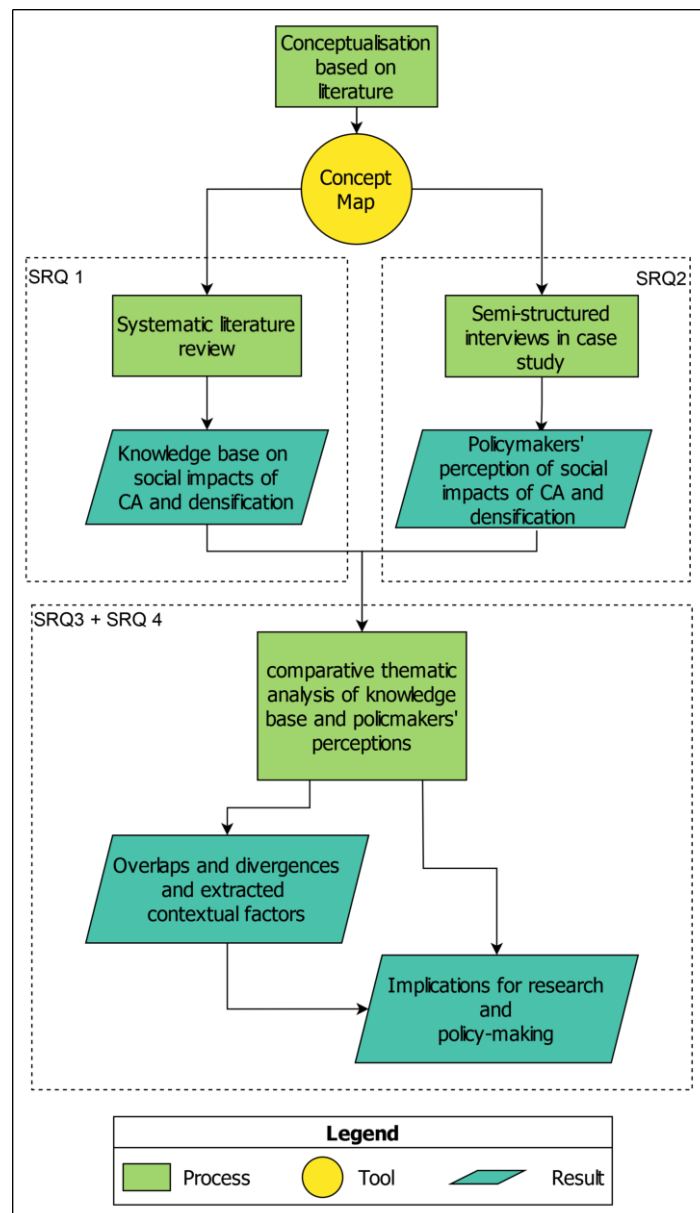 Conceptualisation
based on
literature
Concept
Map
SRQ 1
Systematic literature
review
Knowledge base on
social impacts of
CA and densification
SRQ2
Semi-structured
interviews in case
study
Policymakers'
perception of social
impacts of CA and
densification
SRQ3 + SRQ 4
comparative thematic
analysis of knowledge
base and policmakers'
perceptions
Overlaps and divergences
and extracted
contextual factors
Implications for research
and
policy-making
Legend
Process
Tool
Result